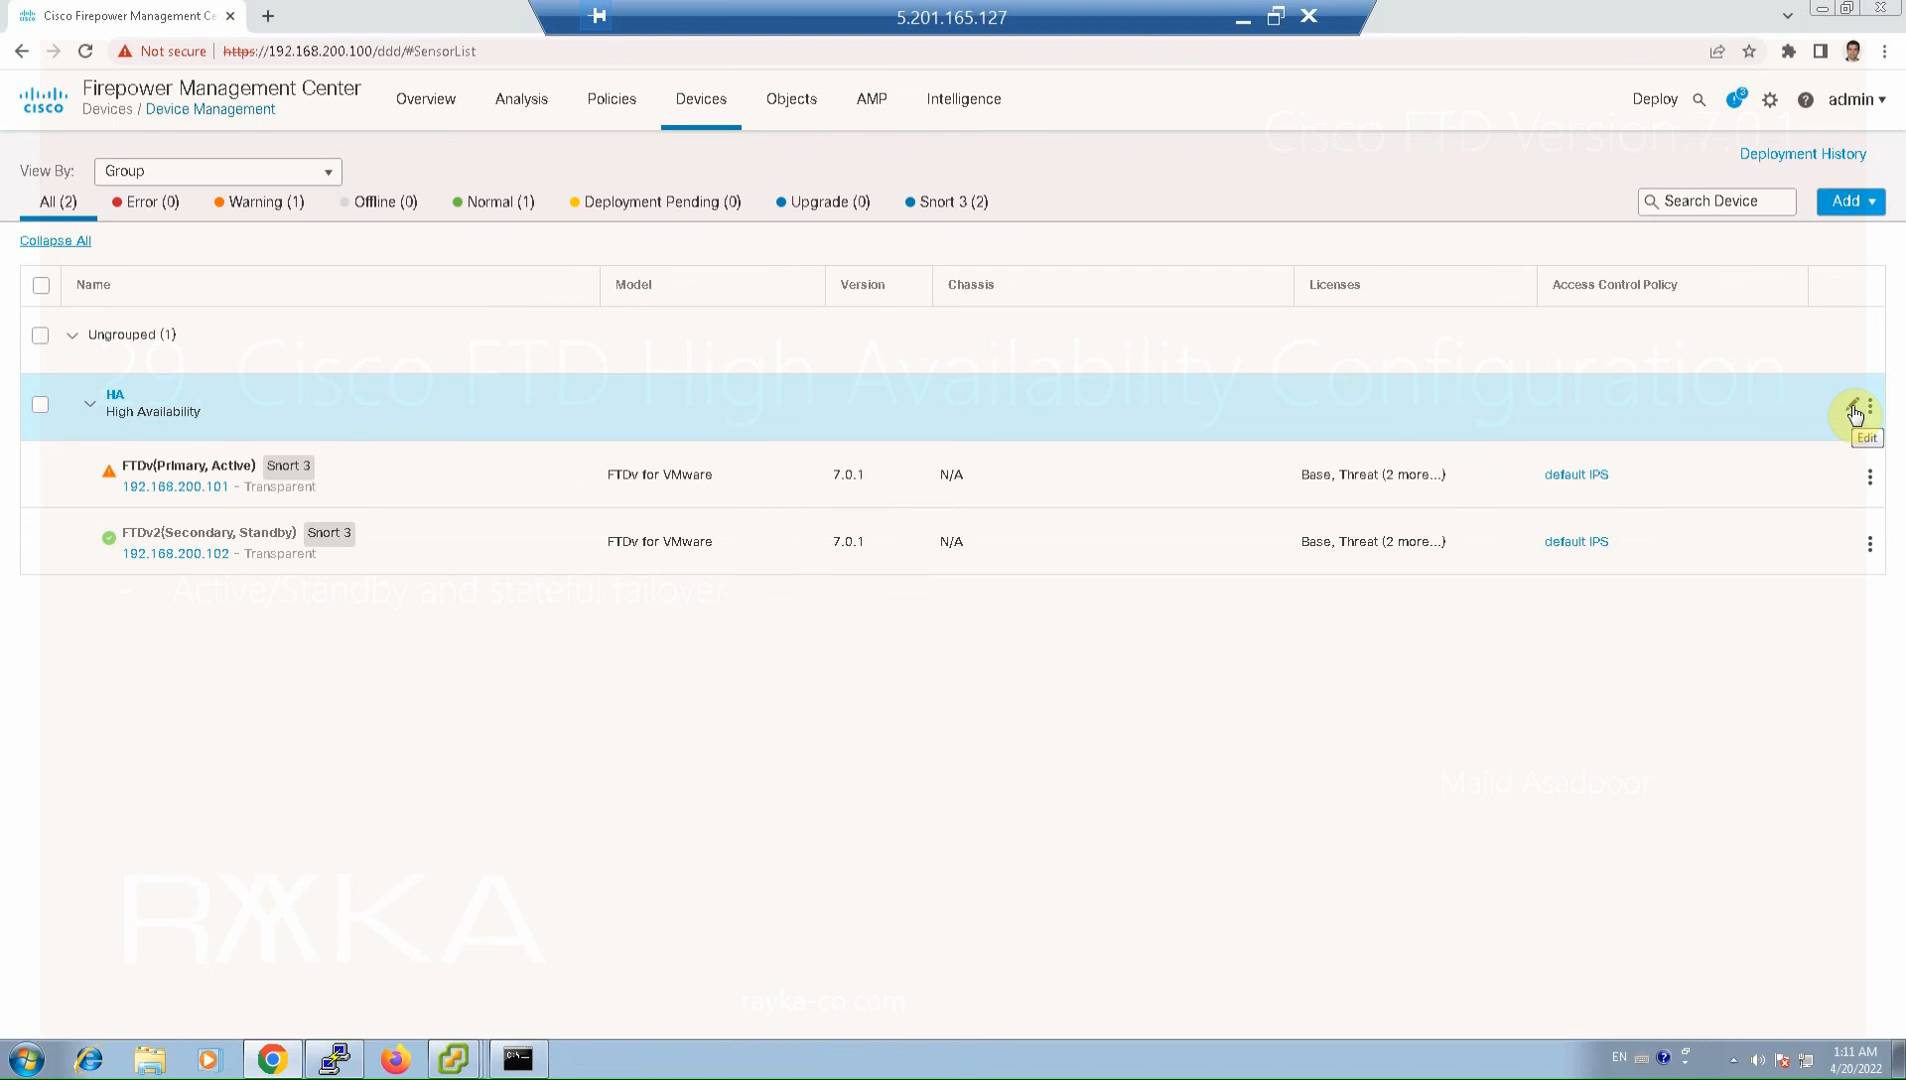 Cisco Firepower Management Ce
5.201.165.127
Not secure https://192.168.200.100/ddd/#SensorList
cisco
Firepower Management Center
Devices / Device Management
Overview Analysis Policies Devices Objects AMP Intelligence
Deploy 3 admin
Cisco FTD Version 7.0.1
Deployment History
View By: Group
All (2) Error (0) Warning (1) Offline (0) Normal (1) Deployment Pending (0) Upgrade (0) Snort 3 (2)
Search Device Add
Collapse All
Name Model Version Chassis Licenses Access Control Policy
Ungrouped (1)
29. Cisco FTD High Availability Configuration
HA
High Availability
Edit
FTDv(Primary, Active) Snort 3
192.168.200.101 - Transparent
FTDv for VMware 7.0.1 N/A Base, Threat (2 more...) default IPS
FTDv2(Secondary, Standby) Snort 3
192.168.200.102 - Transparent
FTDv for VMware 7.0.1 N/A Base, Threat (2 more...) default IPS
- Active/Standby and stateful failover
Majid Asadpoor
RAYKA
rayka-co.com
C:\.
EN
1:11 AM
4/20/2022